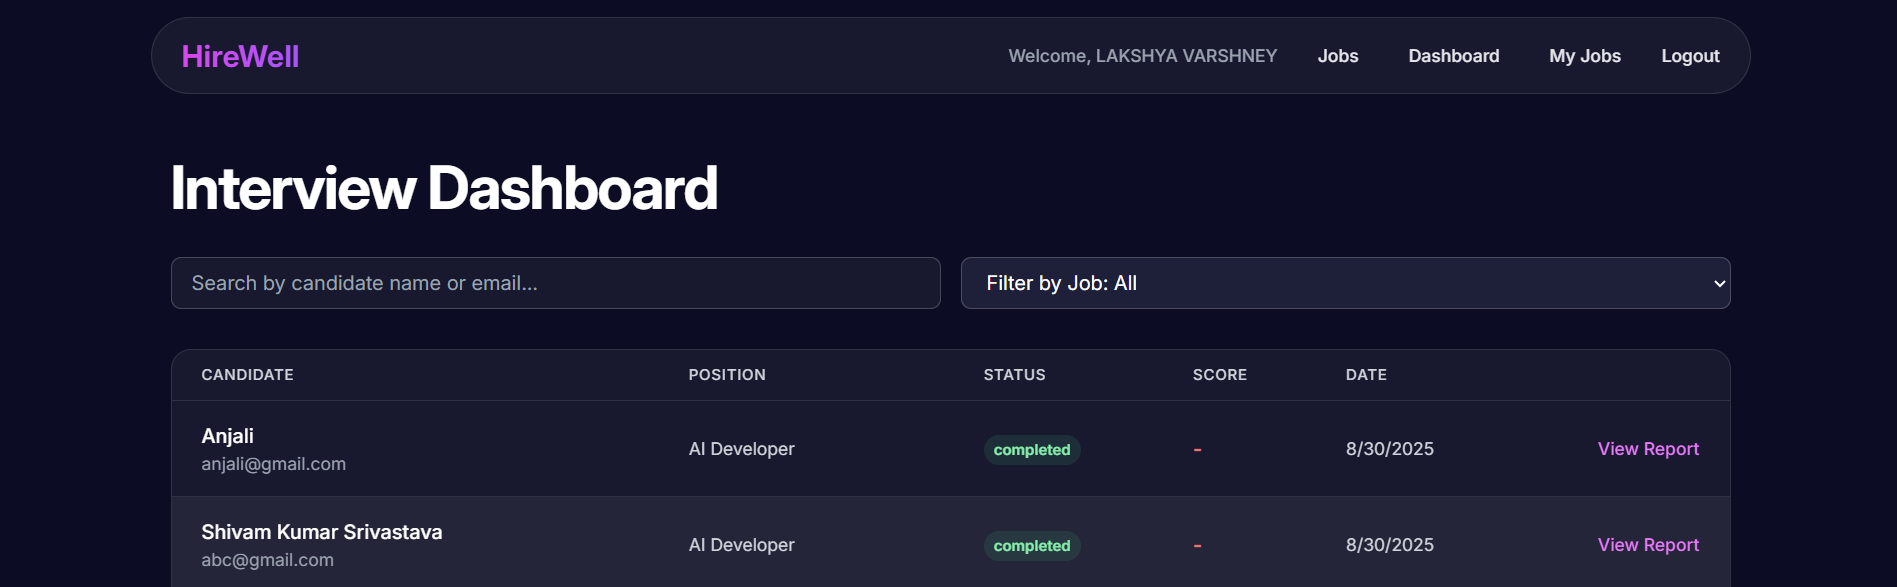 HireWell
Welcome, LAKSHYA VARSHNEY Jobs Dashboard My Jobs Logout
Interview Dashboard
Search by candidate name or email...
Filter by Job: All
CANDIDATE POSITION STATUS SCORE DATE
Anjali
anjali@gmail.com
AI Developer completed - 8/30/2025 View Report
Shivam Kumar Srivastava
abc@gmail.com
AI Developer completed - 8/30/2025 View Report